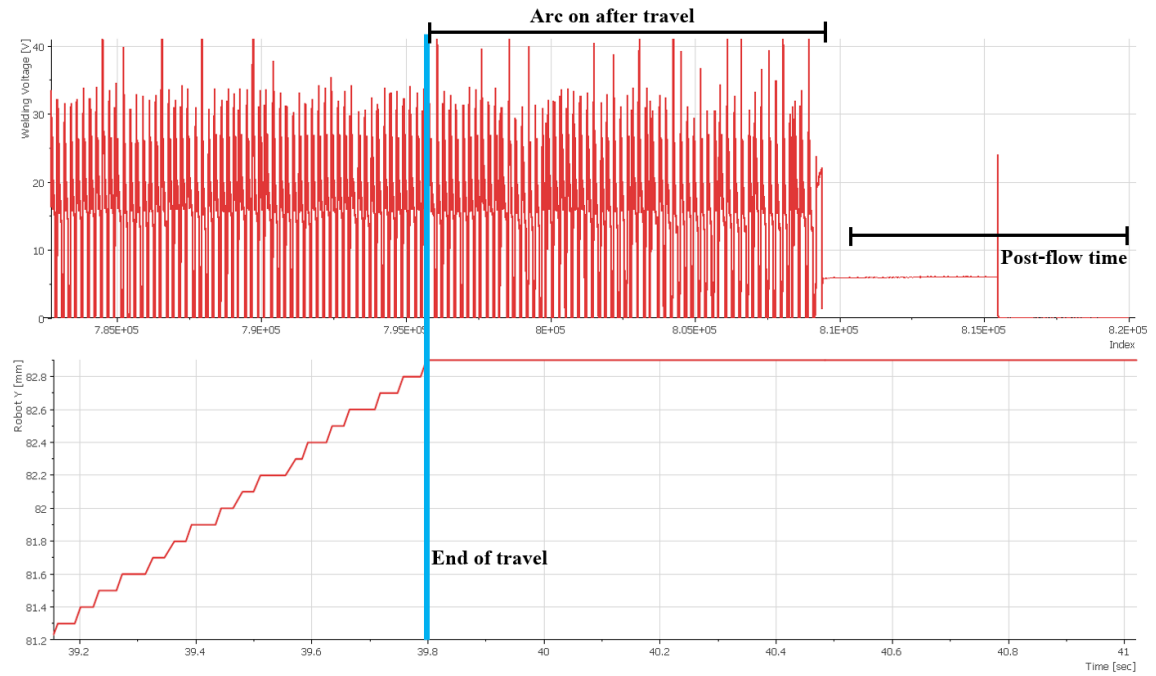 Arc on after travel
Welding Voltage [V]
40
30
20
10
0
7.85E+05 7.9E+05 7.95E+05 8E+05 8.05E+05 8.1E+05 8.15E+05 8.2E+05
Index
Post-flow time
Robot Y [mm]
82.8
82.6
82.4
82.2
82
81.8
81.6
81.4
81.2
End of travel
39.2 39.4 39.6 39.8 40 40.2 40.4 40.6 40.8 41
Time [sec]